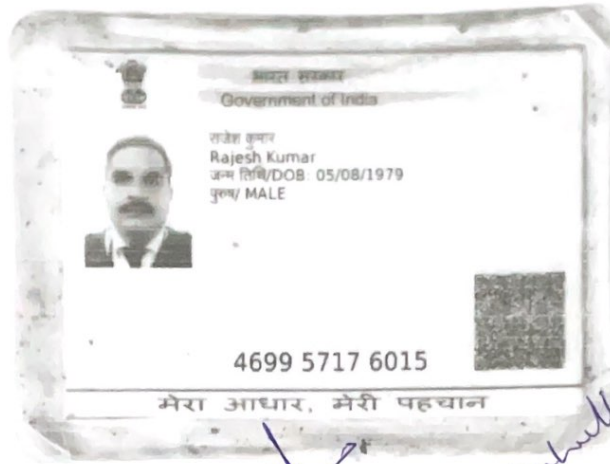 भारत सरकार
Government of India
राजेश कुमार
Rajesh Kumar
जन्म तिथि/DOB: 05/08/1979
पुरुष/ MALE
4699 5717 6015
मेरा आधार, मेरी पहचान